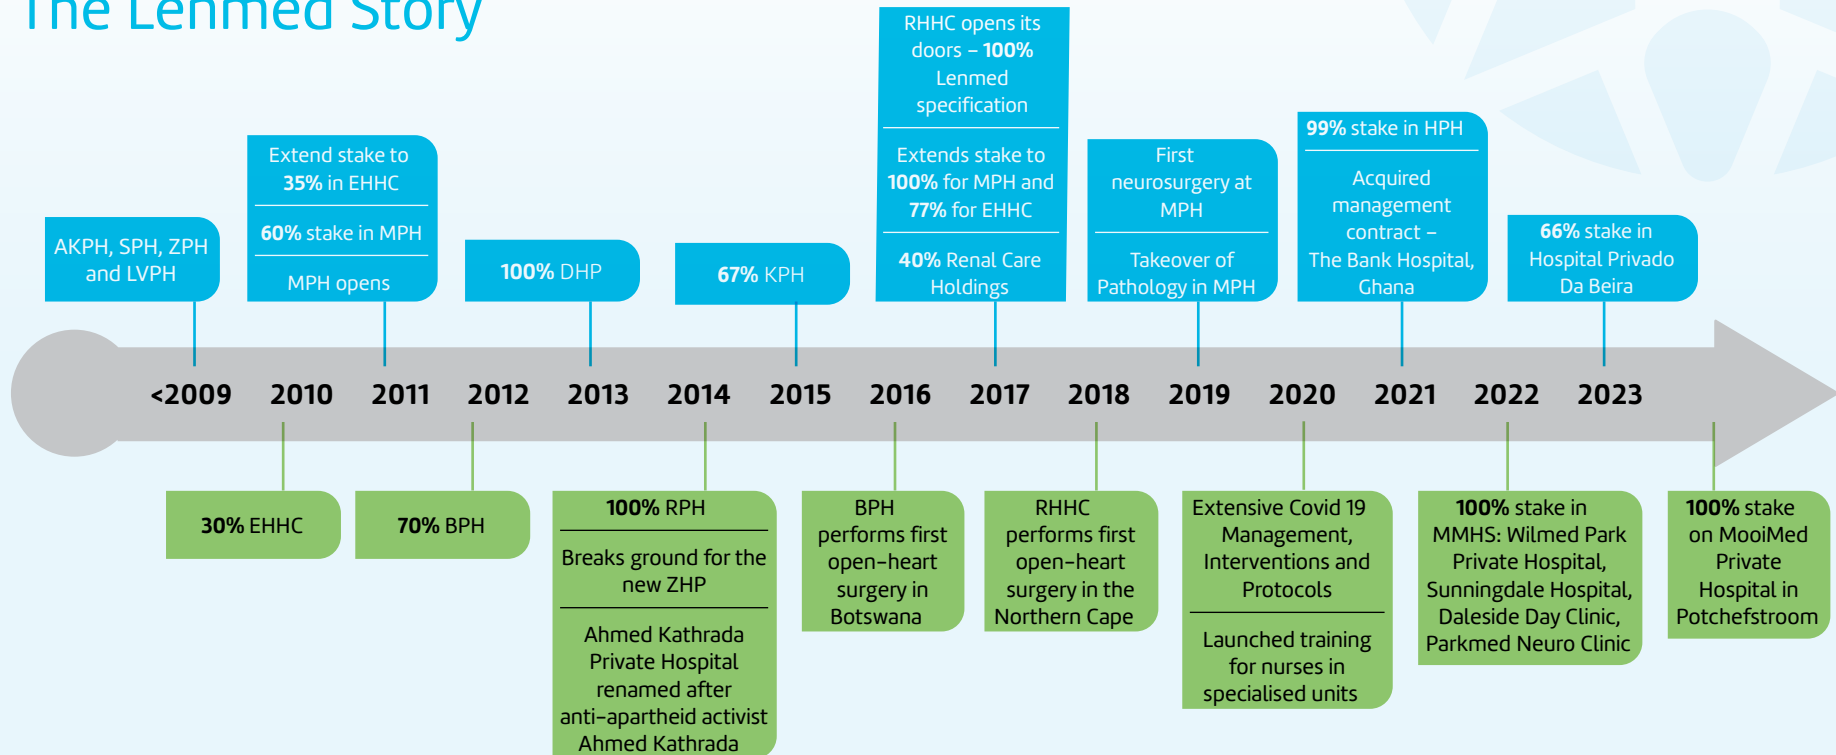 The Lenmed Story
AKPH, SPH, ZPH
and LVPH
Extend stake to
35% in EHHC
60% stake in MPH
MPH opens
100% DHP
67% KPH
RHHC opens its
doors – 100%
Lenmed
specification
Extends stake to
100% for MPH and
77% for EHHC
40% Renal Care
Holdings
First
neurosurgery at
MPH
Takeover of
Pathology in MPH
99% stake in HPH
Acquired
management
contract –
The Bank Hospital,
Ghana
66% stake in
Hospital Privado
Da Beira
<2009 2010 2011 2012 2013 2014 2015 2016 2017 2018 2019 2020 2021 2022 2023
30% EHHC
70% BPH
100% RPH
Breaks ground for the
new ZHP
Ahmed Kathrada
Private Hospital
renamed after
anti-apartheid activist
Ahmed Kathrada
BPH
performs first
open-heart
surgery in
Botswana
RHHC
performs first
open-heart
surgery in the
Northern Cape
Extensive Covid 19
Management,
Interventions and
Protocols
Launched training
for nurses in
specialised units
100% stake in
MMHS: Wilmed Park
Private Hospital,
Sunningdale Hospital,
Daleside Day Clinic,
Parkmed Neuro Clinic
100% stake
on MooiMed
Private
Hospital in
Potchefstroom